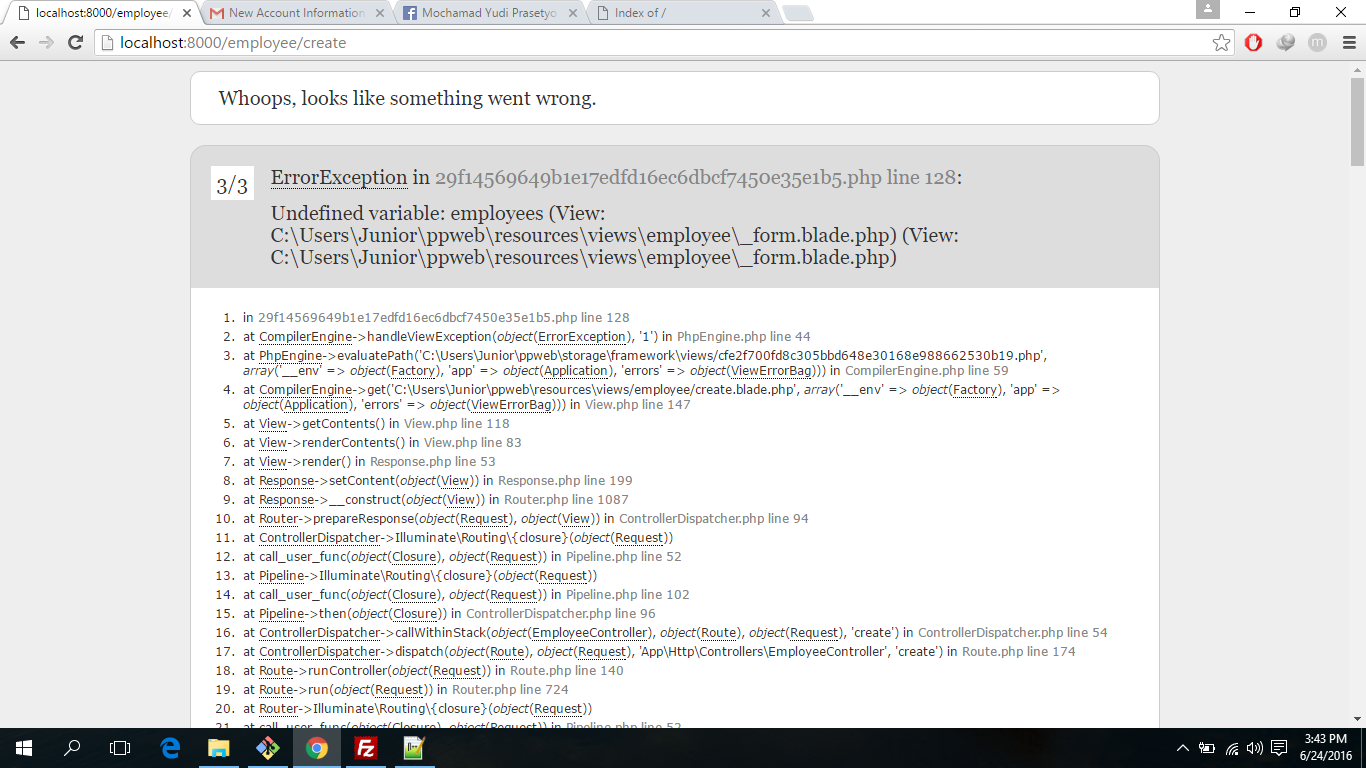 localhost:8000/employee/
New Account Information
Mochamad Yudi Prasetyo
Index of /
localhost:8000/employee/create
Whoops, looks like something went wrong.
3/3
ErrorException in 29f14569649b1e17edfd16ec6dbcf7450e35e1b5.php line 128:
Undefined variable: employees (View:
C:\Users\Junior\ppweb\resources\views\employee\_form.blade.php) (View:
C:\Users\Junior\ppweb\resources\views\employee\_form.blade.php)
1. in 29f14569649b1e17edfd16ec6dbcf7450e35e1b5.php line 128
2. at CompilerEngine->handleViewException(object(ErrorException), '1') in PhpEngine.php line 44
3. at PhpEngine->evaluatePath('C:\Users\Junior\ppweb\storage\framework\views/cfe2f700fd8c305bbd648e30168e988662530b19.php',
array('__env' => object(Factory), 'app' => object(Application), 'errors' => object(ViewErrorBag))) in CompilerEngine.php line 59
4. at CompilerEngine->get('C:\Users\Junior\ppweb\resources\views/employee/create.blade.php', array('__env' => object(Factory), 'app' =>
object(Application), 'errors' => object(ViewErrorBag))) in View.php line 147
5. at View->getContents() in View.php line 118
6. at View->renderContents() in View.php line 83
7. at View->render() in Response.php line 53
8. at Response->setContent(object(View)) in Response.php line 199
9. at Response->__construct(object(View)) in Router.php line 1087
10. at Router->prepareResponse(object(Request), object(View)) in ControllerDispatcher.php line 94
11. at ControllerDispatcher->Illuminate\Routing\{closure}(object(Request))
12. at call_user_func(object(Closure), object(Request)) in Pipeline.php line 52
13. at Pipeline->Illuminate\Routing\{closure}(object(Request))
14. at call_user_func(object(Closure), object(Request)) in Pipeline.php line 102
15. at Pipeline->then(object(Closure)) in ControllerDispatcher.php line 96
16. at ControllerDispatcher->callWithinStack(object(EmployeeController), object(Route), object(Request), 'create') in ControllerDispatcher.php line 54
17. at ControllerDispatcher->dispatch(object(Route), object(Request), 'App\Http\Controllers\EmployeeController', 'create') in Route.php line 174
18. at Route->runController(object(Request)) in Route.php line 140
19. at Route->run(object(Request)) in Router.php line 724
20. at Router->Illuminate\Routing\{closure}(object(Request))
21. at call_user_func(object(Closure), object(Request)) in Pipeline.php line 52
3:43 PM
6/24/2016